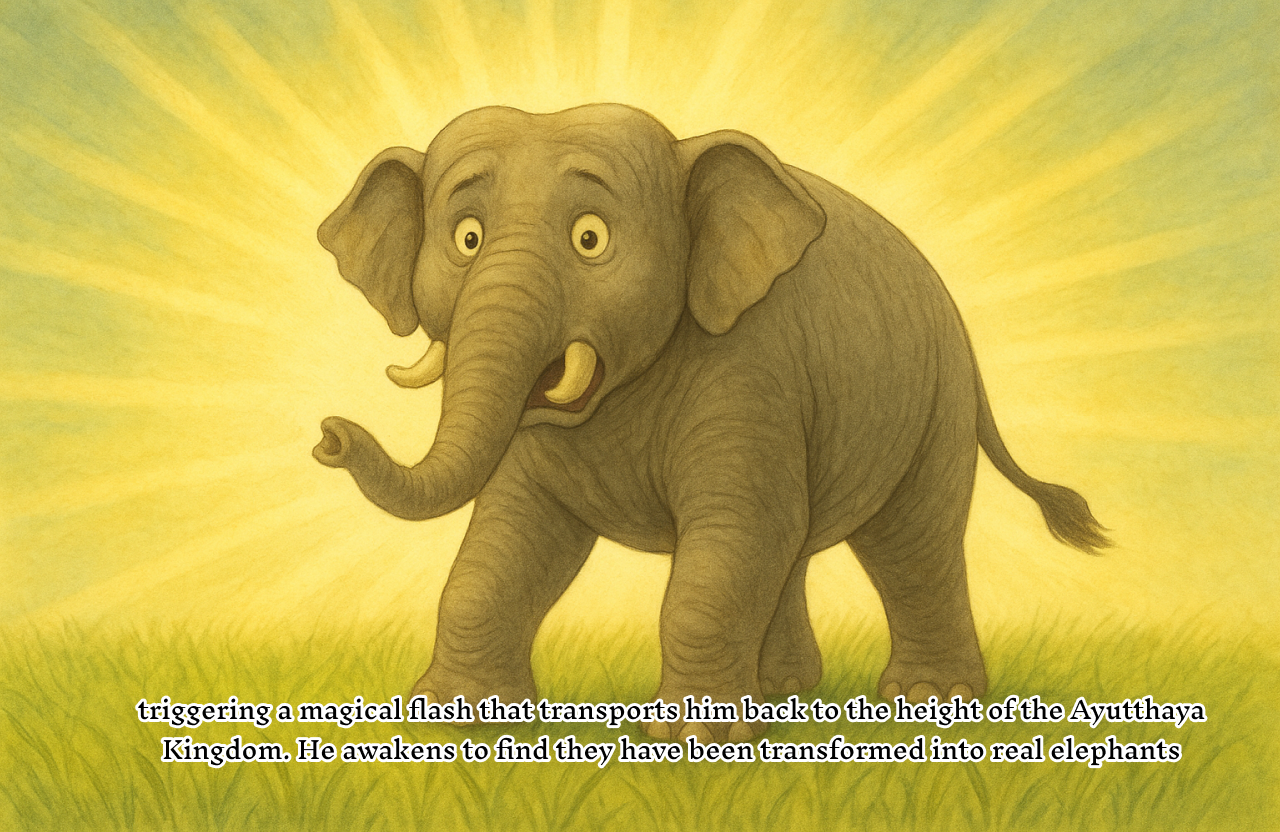 triggering a magical flash that transports him back to the height of the Ayutthaya
Kingdom. He awakens to find they have been transformed into real elephants